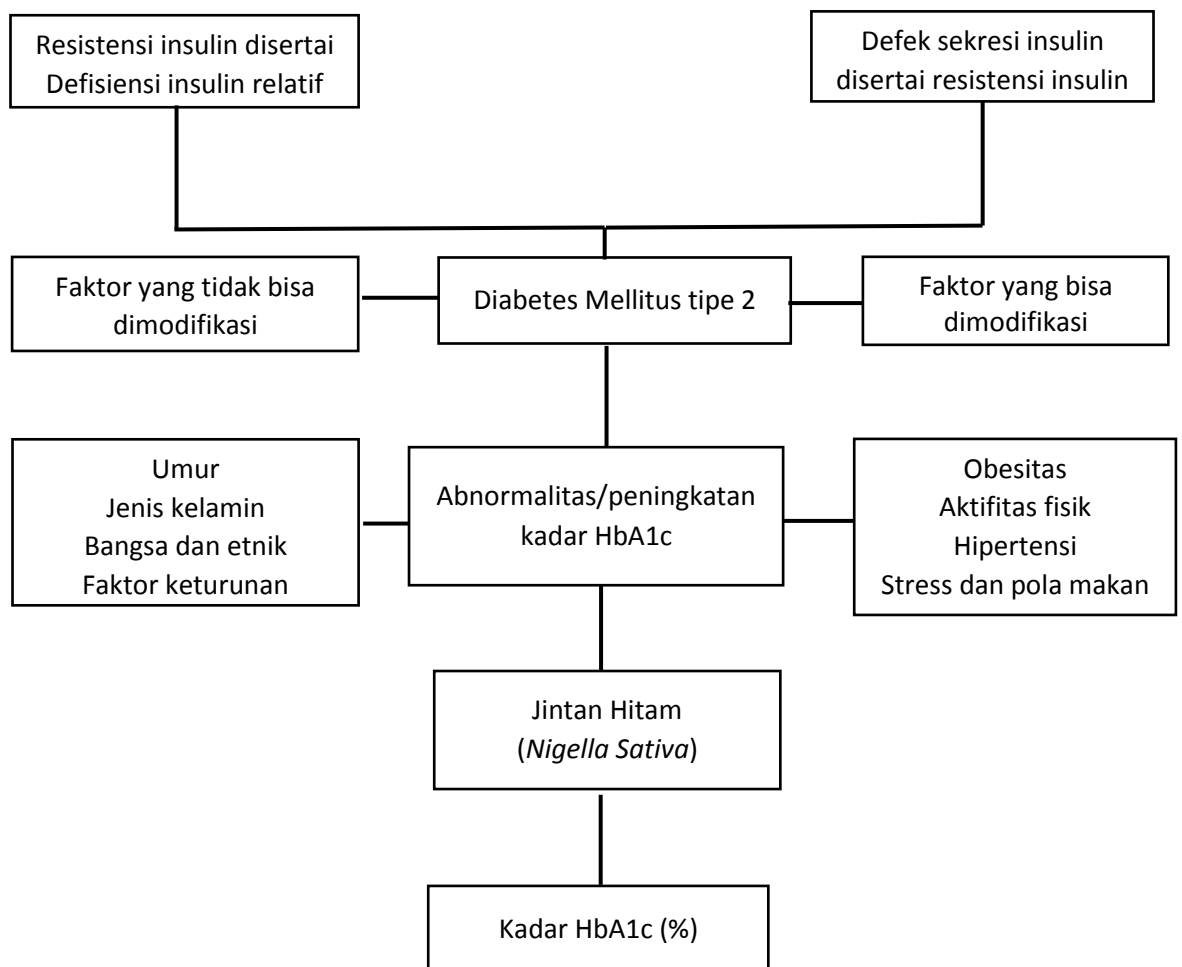 Resistensi insulin disertai
Defisiensi insulin relatif
Defek sekresi insulin
disertai resistensi insulin
Faktor yang tidak bisa
dimodifikasi
Diabetes Mellitus tipe 2
Faktor yang bisa
dimodifikasi
Umur
Jenis kelamin
Bangsa dan etnik
Faktor keturunan
Abnormalitas/peningkatan
kadar HbA1c
Obesitas
Aktifitas fisik
Hipertensi
Stress dan pola makan
Jintan Hitam
(Nigella Sativa)
Kadar HbA1c (%)